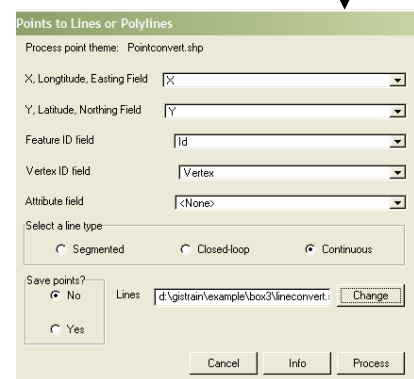 Points to Lines or Polylines
Process point theme: Pointconvert.shp
X, Longtitude, Easting Field X
Y, Latitude, Northing Field Y
Feature ID field Id
Vertex ID field Vertex
Attribute field <None>
Select a line type
Segmented Closed-loop Continuous
Save points?
No Lines d:\gistrain\example\box3\lineconvert.s Change
Yes
Cancel Info Process